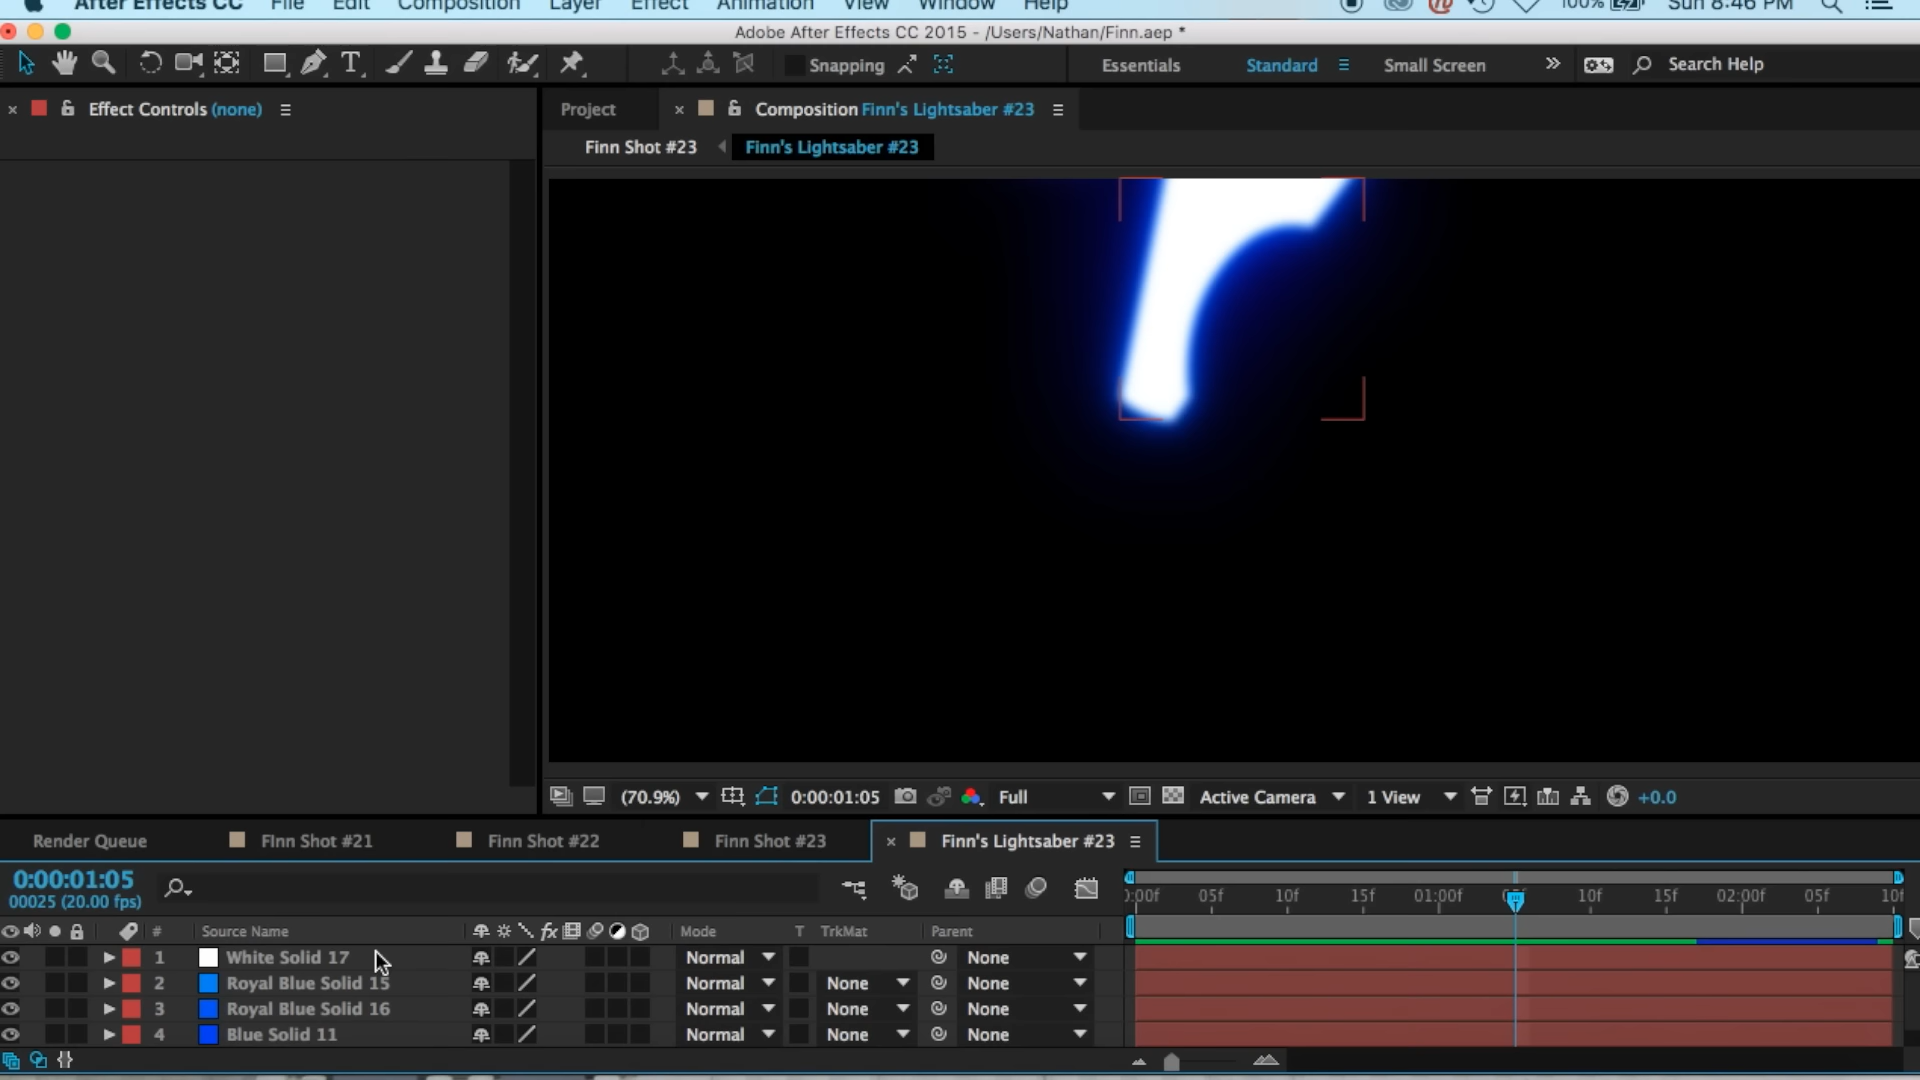 After Effects CC File Edit Composition Layer Effect Animation View Window Help 100% Sun 8:46 PM
Adobe After Effects CC 2015 - /Users/Nathan/Finn.aep *
Snapping Essentials Standard Small Screen Search Help
Effect Controls (none) Project Composition Finn's Lightsaber #23
Finn Shot #23 Finn's Lightsaber #23
(70.9%) 0:00:01:05 Full Active Camera 1 View +0.0
Render Queue FInn Shot #21 Finn Shot #22 Finn Shot #23 Finn's Lightsaber #23
0:00:01:05
00025 (20.00 fps)
:00f 05f 10f 15f 01:00f 05f 10f 15f 02:00f 05f 10f
# Source Name fx Mode T TrkMat Parent
1 White Solid 17 Normal None
2 Royal Blue Solid 15 Normal None None
3 Royal Blue Solid 16 Normal None None
4 Blue Solid 11 Normal None None